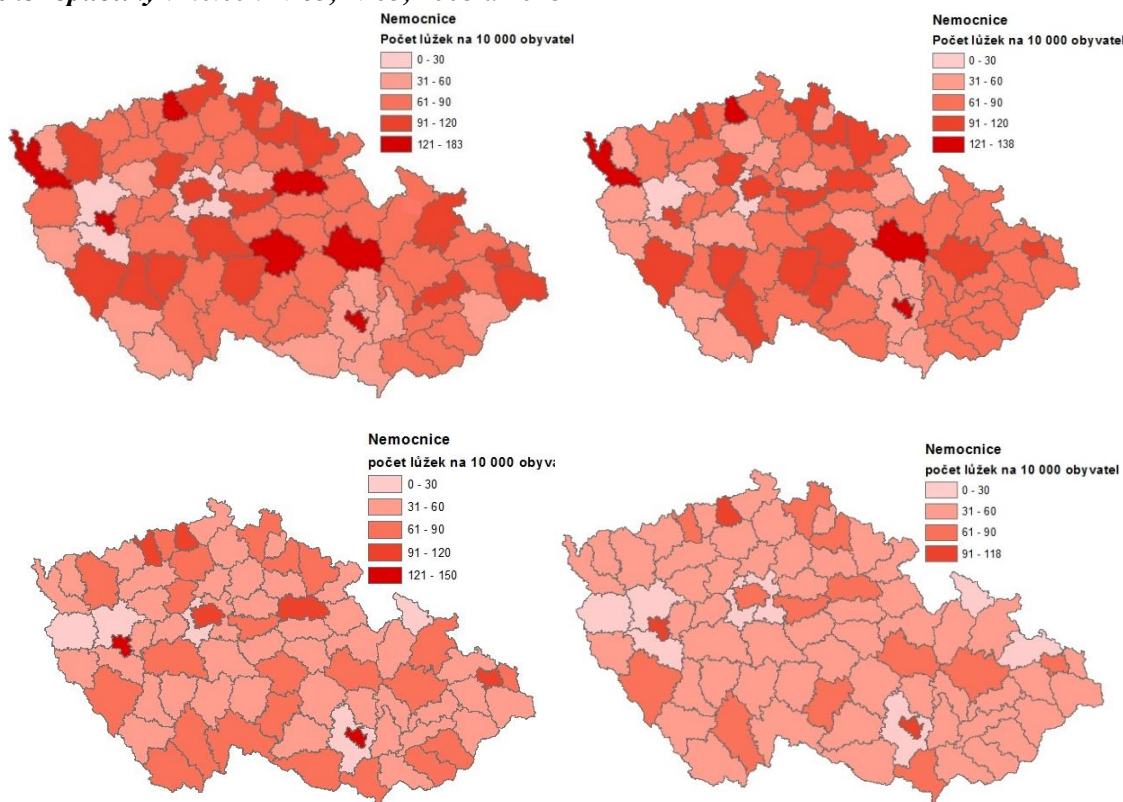 Nemocnice
Počet lůžek na 10 000 obyvatel
0 - 30
31 - 60
61 - 90
91 - 120
121 - 183
Nemocnice
Počet lůžek na 10 000 obyvatel
0 - 30
31 - 60
61 - 90
91 - 120
121 - 138
Nemocnice
počet lůžek na 10 000 obyva
0 - 30
31 - 60
61 - 90
91 - 120
121 - 150
Nemocnice
počet lůžek na 10 000 obyvatel
0 - 30
31 - 60
61 - 90
91 - 118